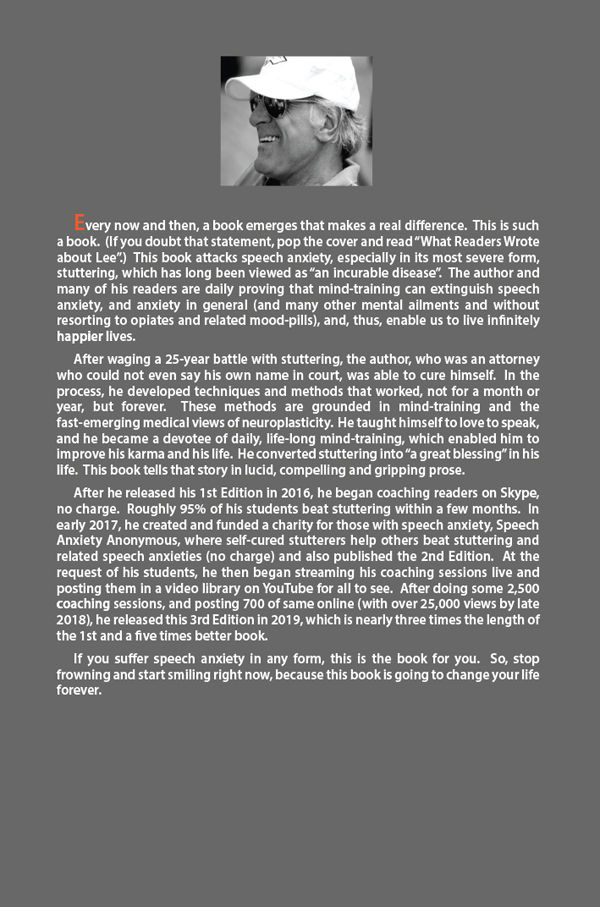 Every now and then, a book emerges that makes a real difference. This is such
a book. (If you doubt that statement, pop the cover and read “What Readers Wrote
about Lee”.) This book attacks speech anxiety, especially in its most severe form,
stuttering, which has long been viewed as “an incurable disease”. The author and
many of his readers are daily proving that mind-training can extinguish speech
anxiety, and anxiety in general (and many other mental ailments and without
resorting to opiates and related mood-pills), and, thus, enable us to live infinitely
happier lives.
After waging a 25-year battle with stuttering, the author, who was an attorney
who could not even say his own name in court, was able to cure himself. In the
process, he developed techniques and methods that worked, not for a month or
year, but forever. These methods are grounded in mind-training and the
fast-emerging medical views of neuroplasticity. He taught himself to love to speak,
and he became a devotee of daily, life-long mind-training, which enabled him to
improve his karma and his life. He converted stuttering into “a great blessing” in his
life. This book tells that story in lucid, compelling and gripping prose.
After he released his 1st Edition in 2016, he began coaching readers on Skype,
no charge. Roughly 95% of his students beat stuttering within a few months. In
early 2017, he created and funded a charity for those with speech anxiety, Speech
Anxiety Anonymous, where self-cured stutterers help others beat stuttering and
related speech anxieties (no charge) and also published the 2nd Edition. At the
request of his students, he then began streaming his coaching sessions live and
posting them in a video library on YouTube for all to see. After doing some 2,500
coaching sessions, and posting 700 of same online (with over 25,000 views by late
2018), he released this 3rd Edition in 2019, which is nearly three times the length of
the 1st and a five times better book.
If you suffer speech anxiety in any form, this is the book for you. So, stop
frowning and start smiling right now, because this book is going to change your life
forever.